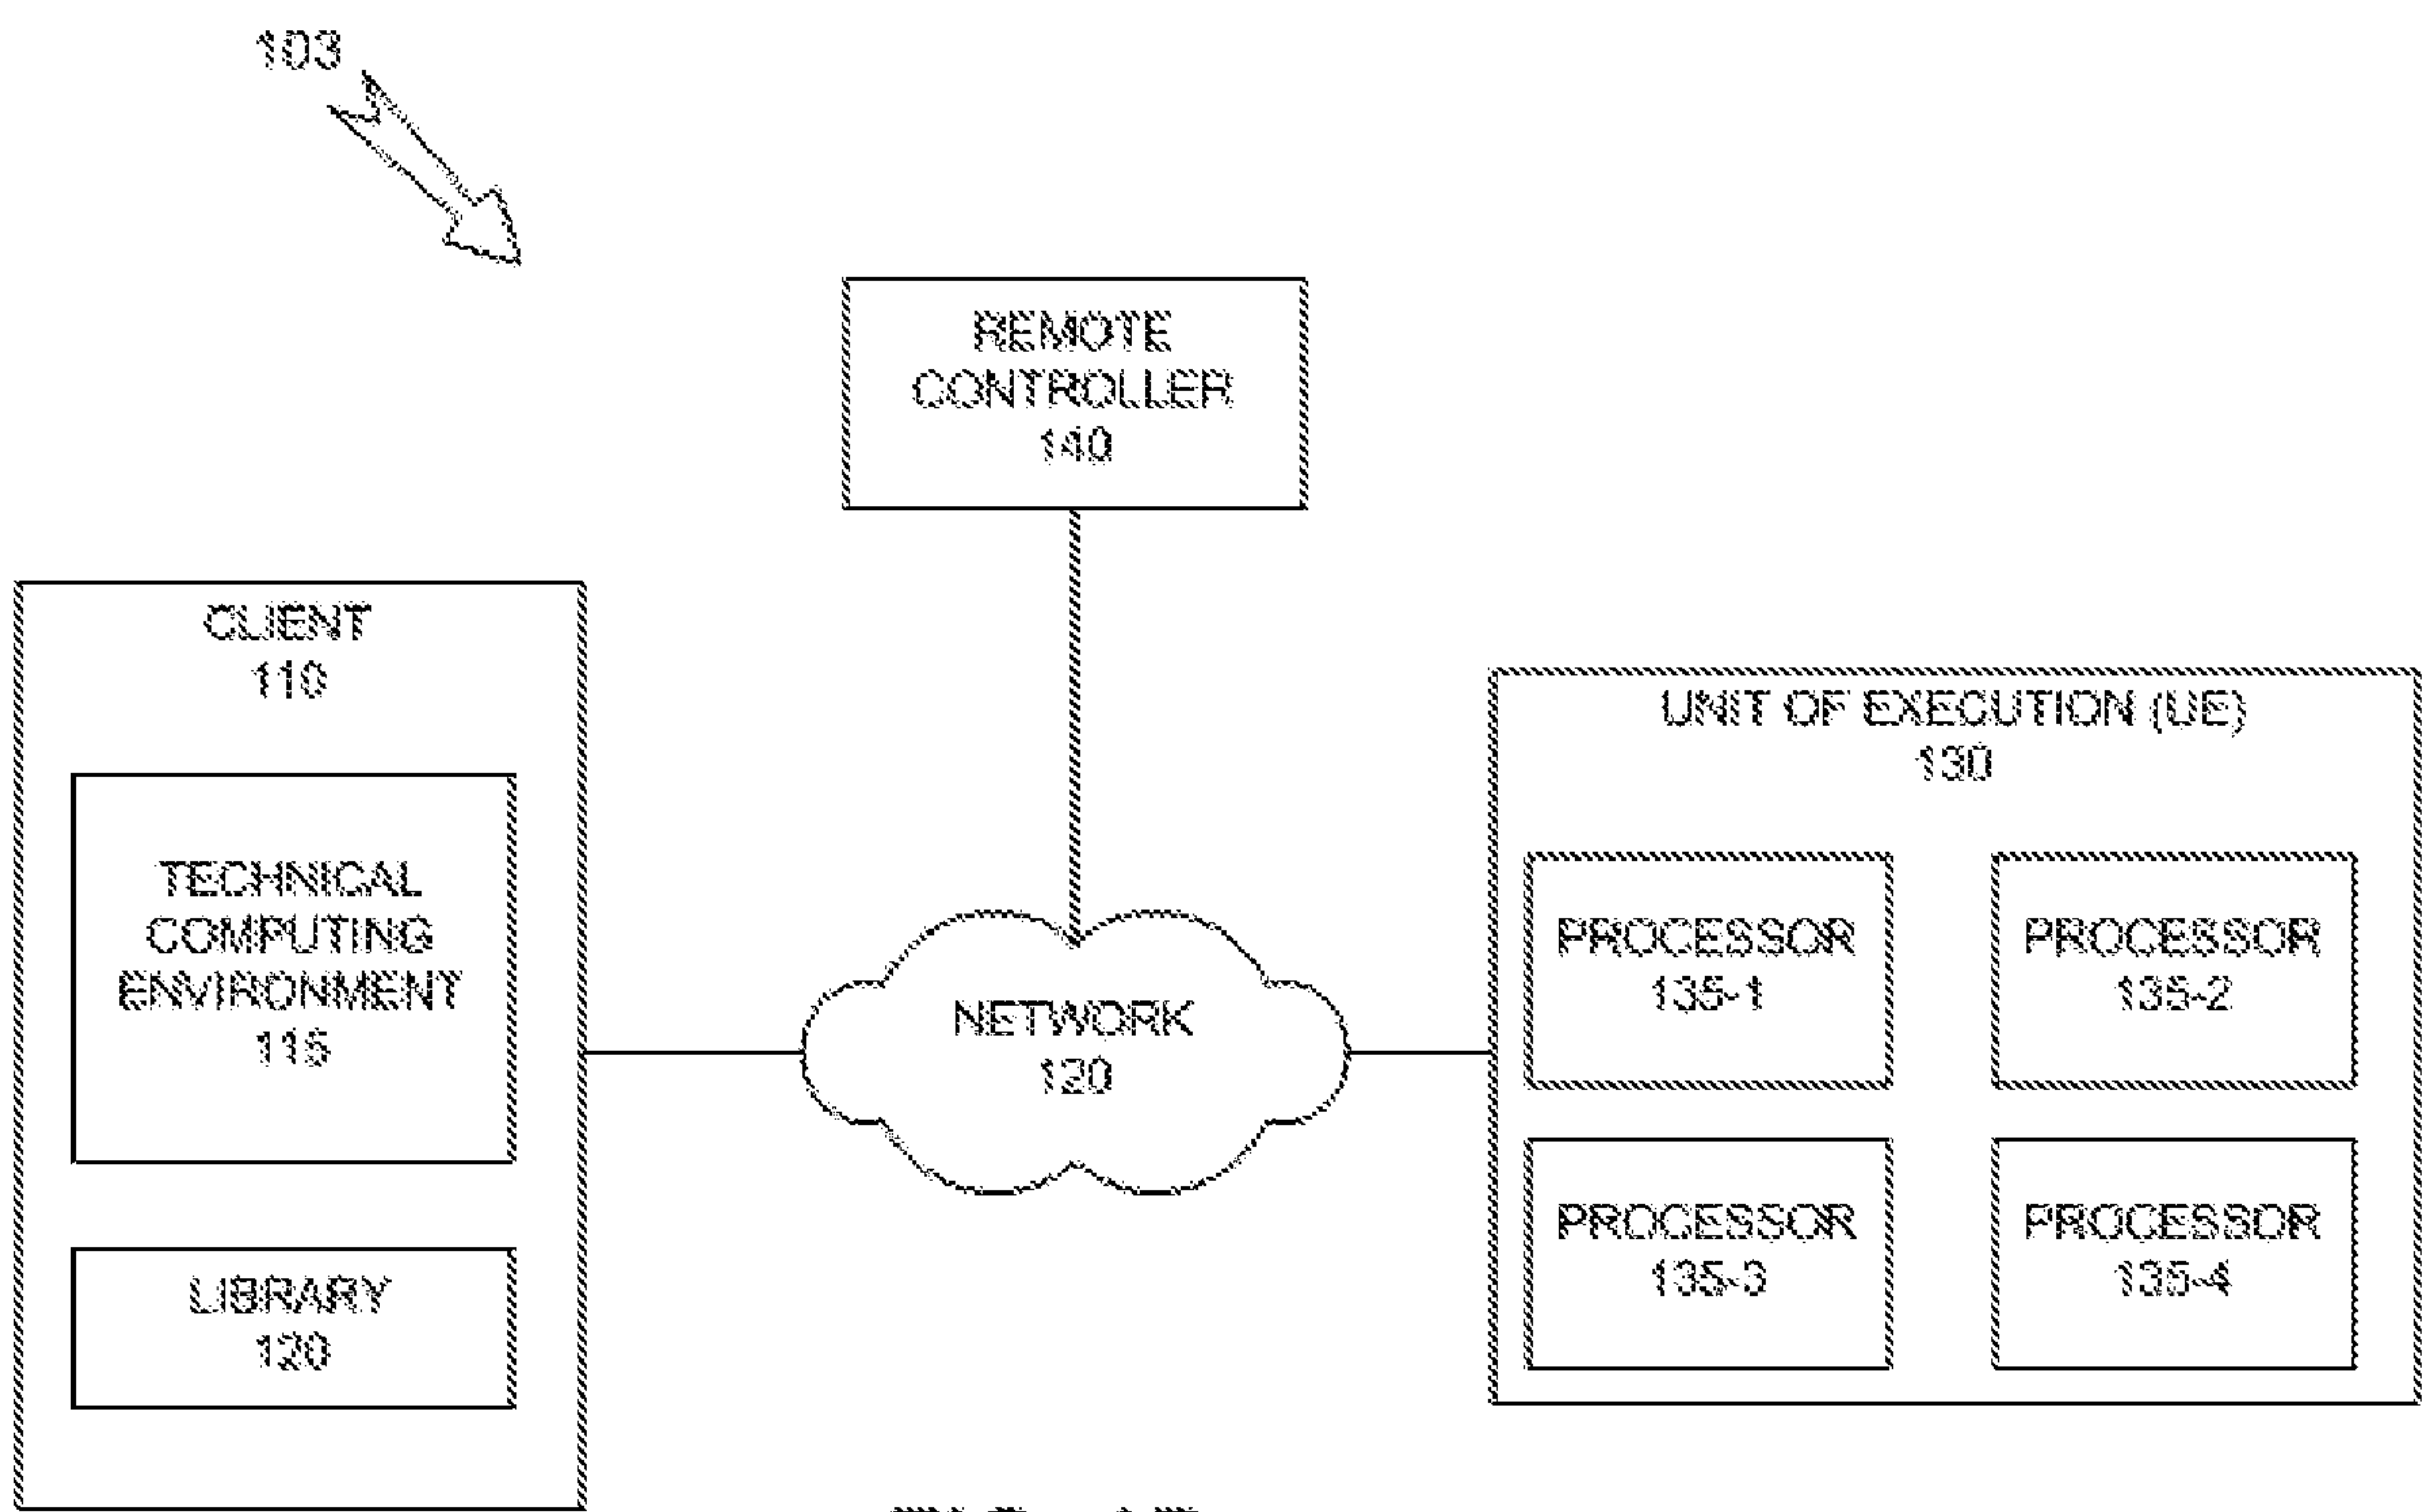 103
REMOTE
CONTROLLER
140
CLIENT
110
TECHNICAL
COMPUTING
ENVIRONMENT
115
LIBRARY
120
NETWORK
120
UNIT OF EXECUTION (UE)
130
PROCESSOR
135-1
PROCESSOR
135-2
PROCESSOR
135-3
PROCESSOR
135-4